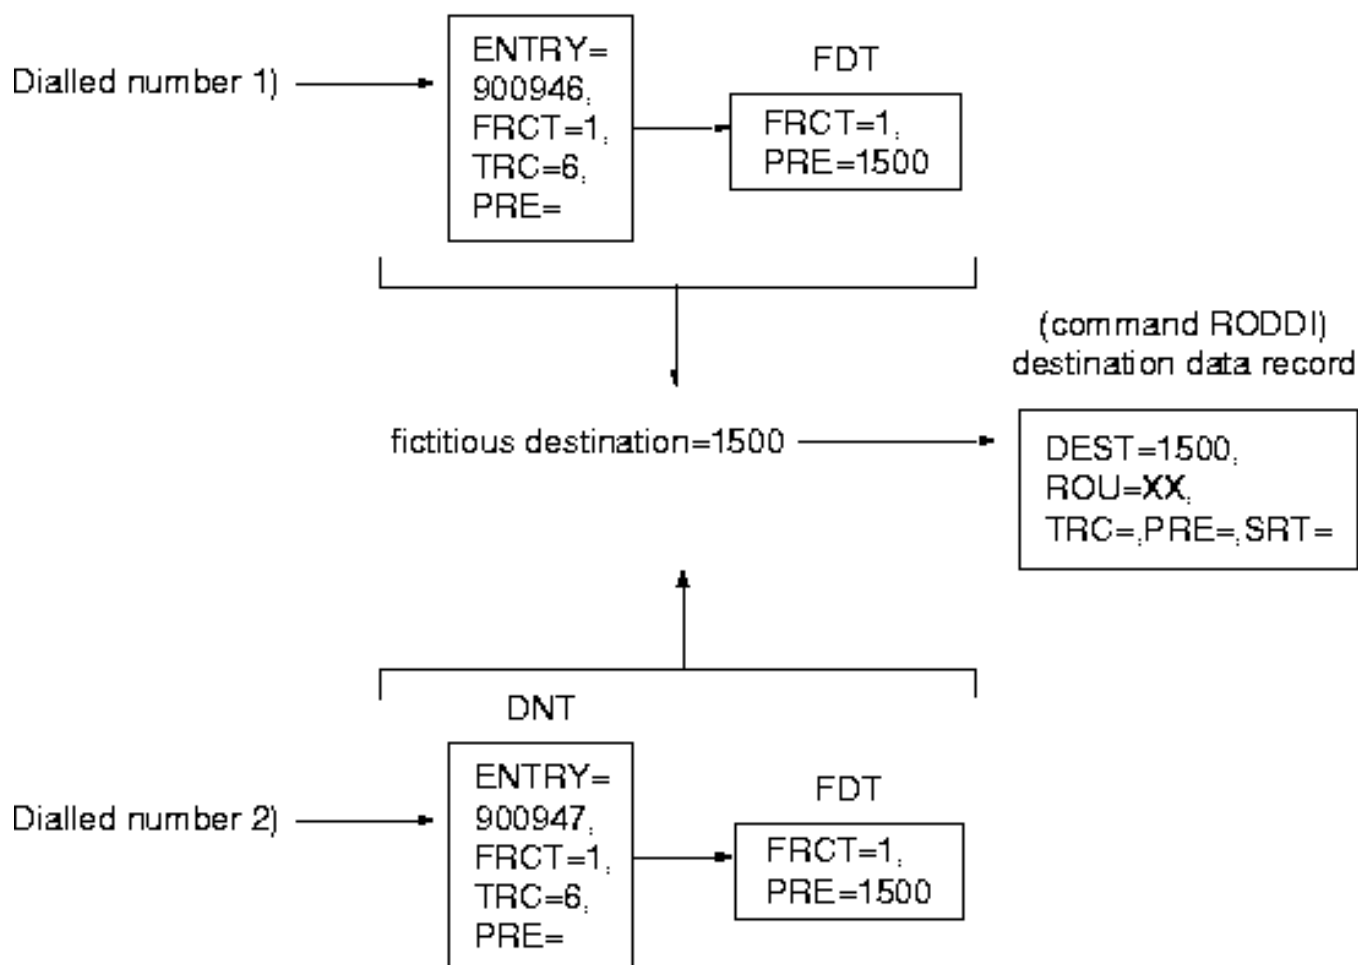 Dialled number 1)
ENTRY=
900946,
FRCT=1,
TRC=6,
PRE=
FDT
FRCT=1,
PRE=1500
(command RODDI)
destination data record
fictitious destination=1500
DEST=1500,
ROU=XX,
TRC=,PRE=,SRT=
DNT
Dialled number 2)
ENTRY=
900947,
FRCT=1,
TRC=6,
PRE=
FDT
FRCT=1,
PRE=1500